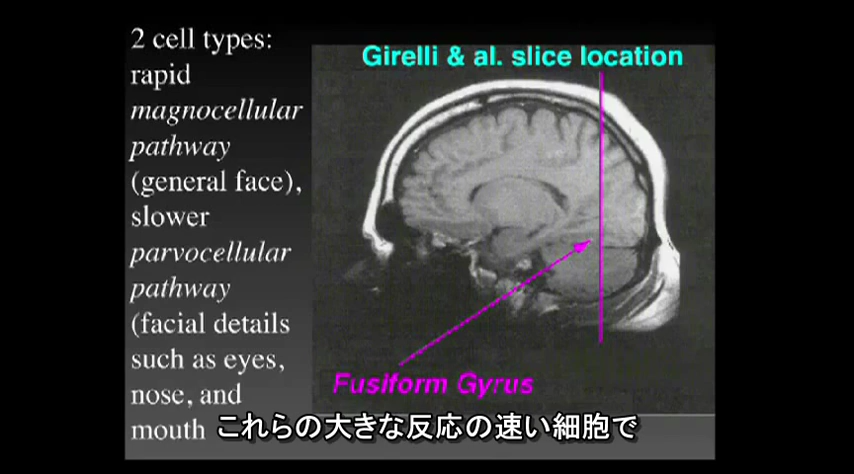 2 cell types:
rapid
magnocellular
pathway
(general face),
slower
parvocellular
pathway
(facial details
such as eyes,
nose, and
mouth
Girelli & al. slice location
Fusiform Gyrus
これらの大きな反応の速い細胞で